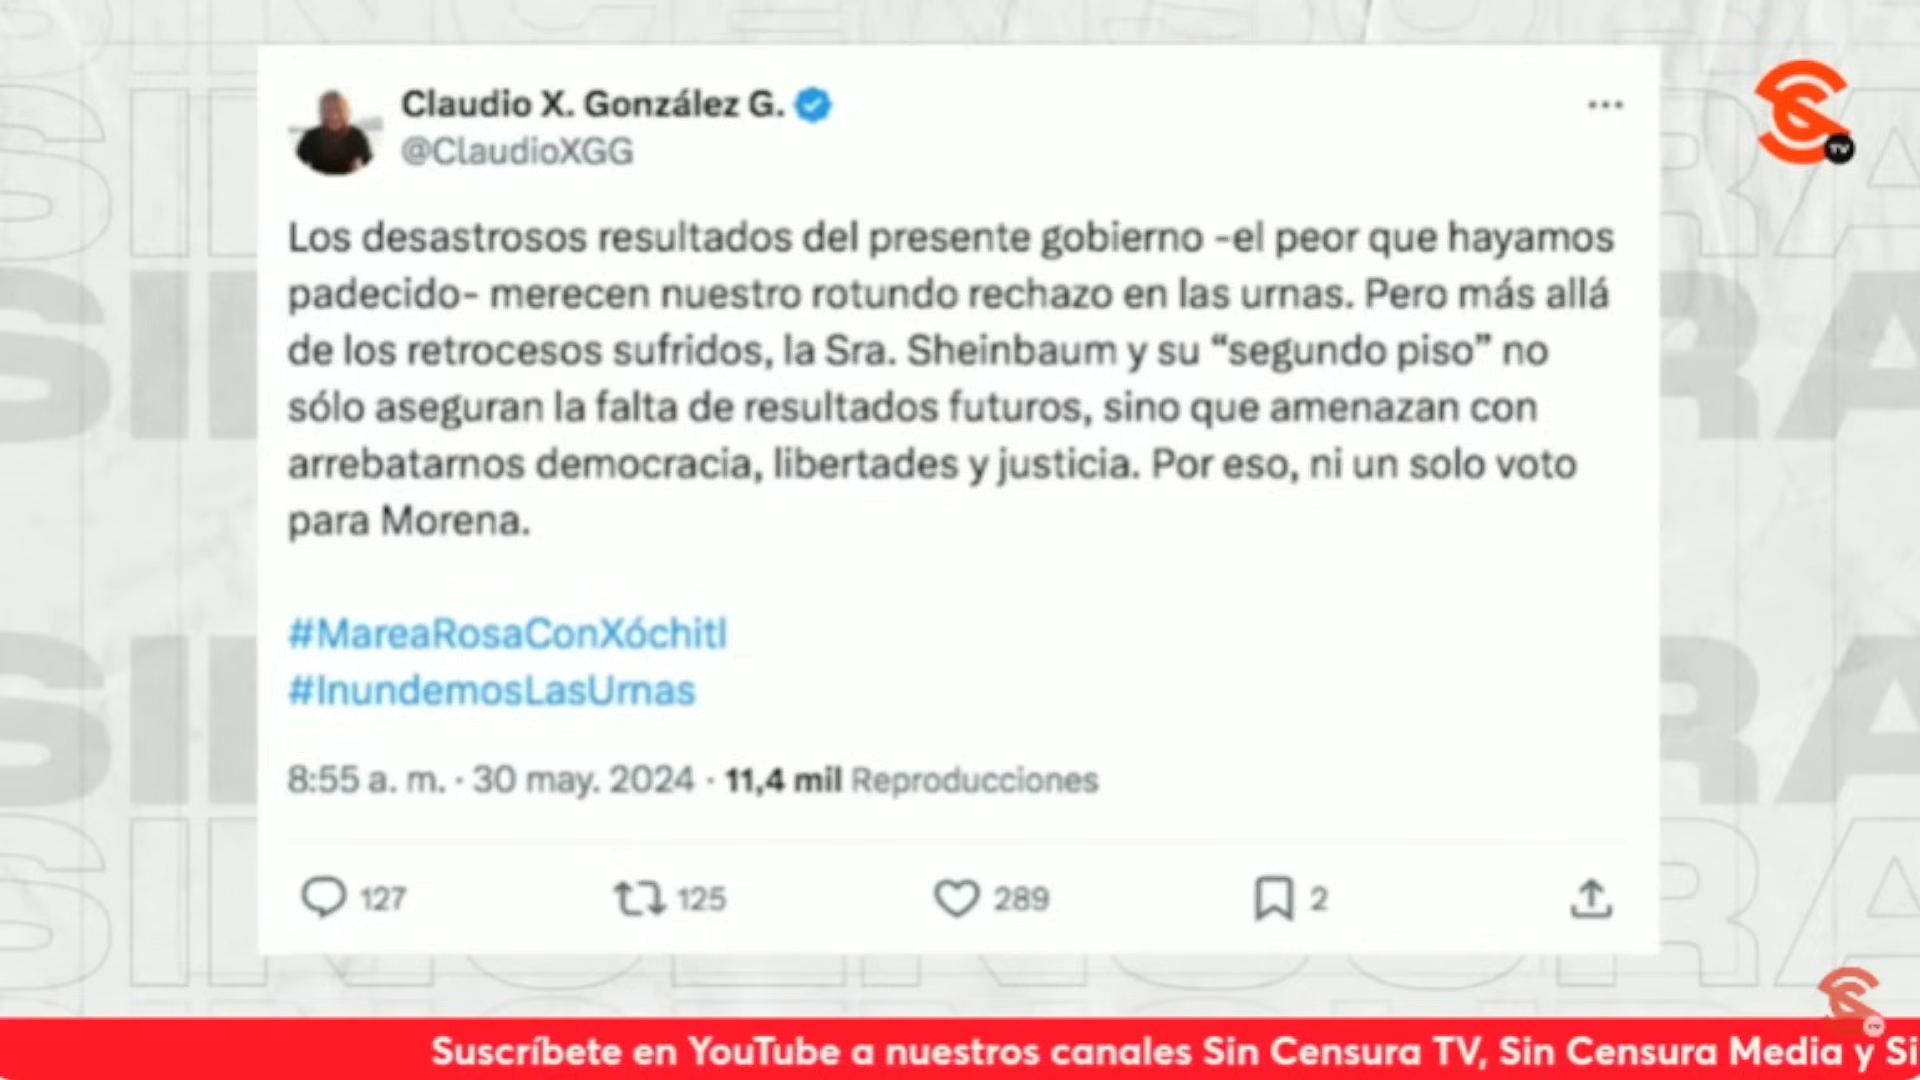 Claudio X. González G.
@ClaudioXGG
Los desastrosos resultados del presente gobierno -el peor que hayamos
padecido- merecen nuestro rotundo rechazo en las urnas. Pero más allá
de los retrocesos sufridos, la Sra. Sheinbaum y su “segundo piso” no
sólo aseguran la falta de resultados futuros, sino que amenazan con
arrebatarnos democracia, libertades y justicia. Por eso, ni un solo voto
para Morena.
#MareaRosaConXóchitl
#InundemosLasUrnas
8:55 a. m. · 30 may. 2024 · 11,4 mil Reproducciones
127 125 289 2
TV
Suscríbete en YouTube a nuestros canales Sin Censura TV, Sin Censura Media y Si